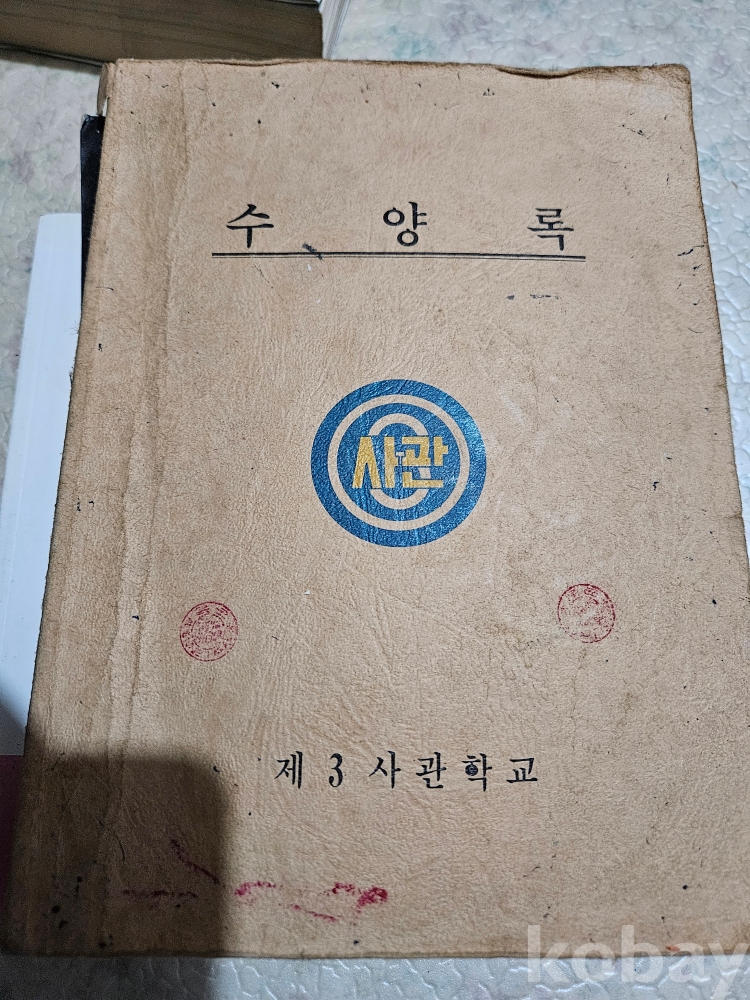 수 양 록
사관
제 3 사 관 학 교
kobay